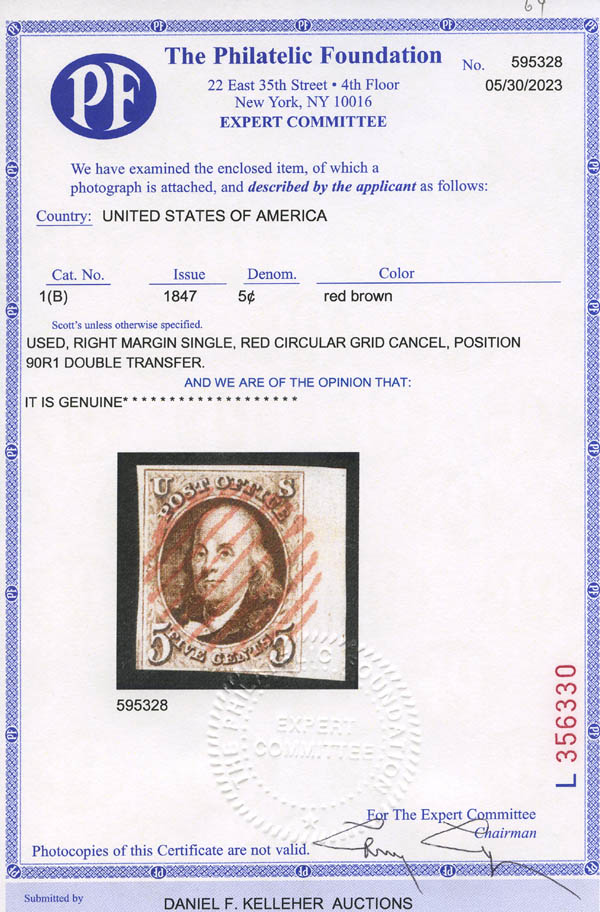 64
PF
The Philatelic Foundation
No. 595328
22 East 35th Street • 4th Floor
05/30/2023
New York, NY 10016
EXPERT COMMITTEE
We have examined the enclosed item, of which a
photograph is attached, and described by the applicant as follows:
Country: UNITED STATES OF AMERICA
Cat. No. Issue Denom. Color
1(B) 1847 5¢ red brown
Scott's unless otherwise specified.
USED, RIGHT MARGIN SINGLE, RED CIRCULAR GRID CANCEL, POSITION
90R1 DOUBLE TRANSFER.
AND WE ARE OF THE OPINION THAT:
IT IS GENUINE* * * * * * * * * * * * * * * * * * * *
U S
POST OFFICE
5 FIVE CENTS 5
595328
THE PHILATELIC FOUNDATION
EXPERT
COMMITTEE
L 356330
For The Expert Committee
Chairman
Photocopies of this Certificate are not valid.
Submitted by
DANIEL F. KELLEHER AUCTIONS